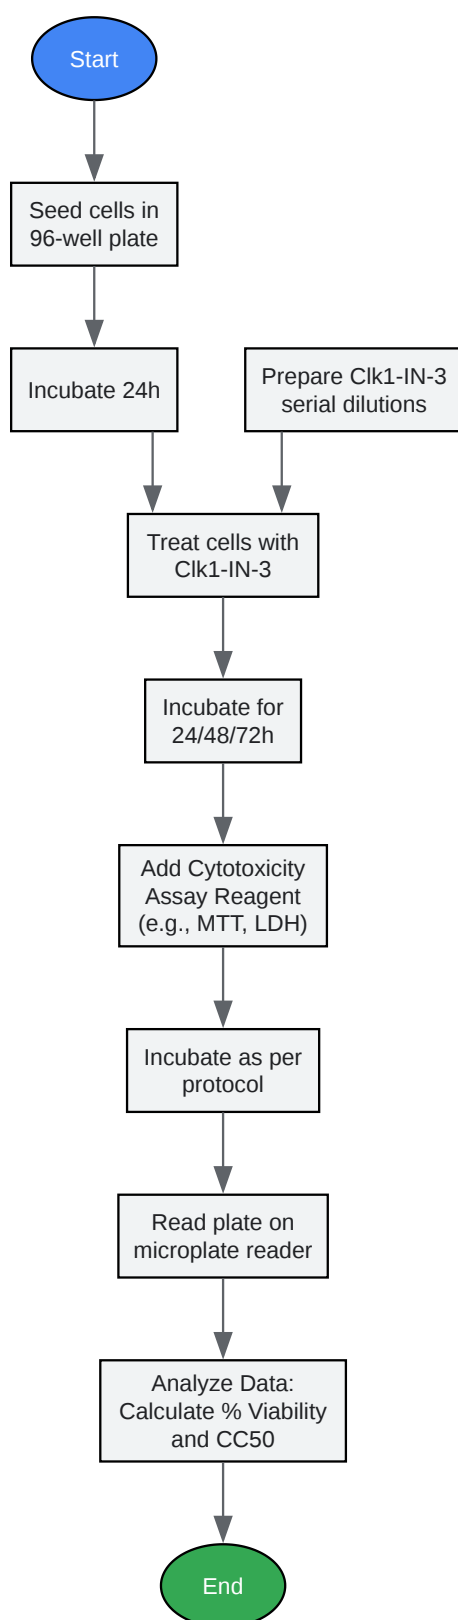 Start
Seed cells in
96-well plate
Incubate 24h
Prepare Clk1-IN-3
serial dilutions
Treat cells with
Clk1-IN-3
Incubate for
24/48/72h
Add Cytotoxicity
Assay Reagent
(e.g., MTT, LDH)
Incubate as per
protocol
Read plate on
microplate reader
Analyze Data:
Calculate % Viability
and CC50
End